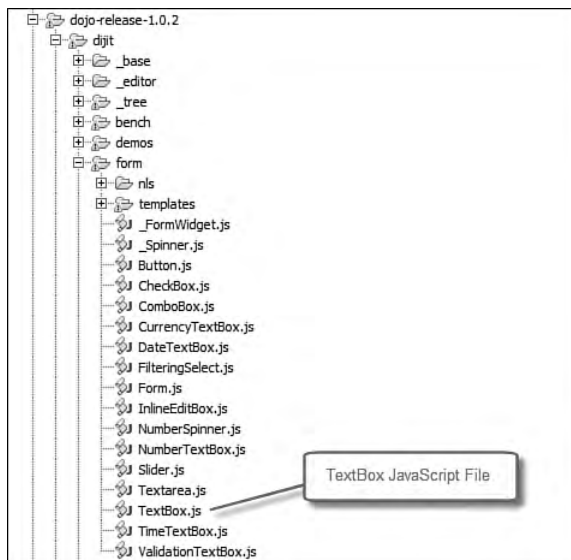 dojo-release-1.0.2
dijit
_base
_editor
_tree
bench
demos
form
nls
templates
_FormWidget.js
_Spinner.js
Button.js
CheckBox.js
ComboBox.js
CurrencyTextBox.js
DateTextBox.js
FilteringSelect.js
Form.js
InlineEditBox.js
NumberSpinner.js
NumberTextBox.js
Slider.js
Textarea.js
TextBox.js
TimeTextBox.js
ValidationTextBox.js
TextBox JavaScript File